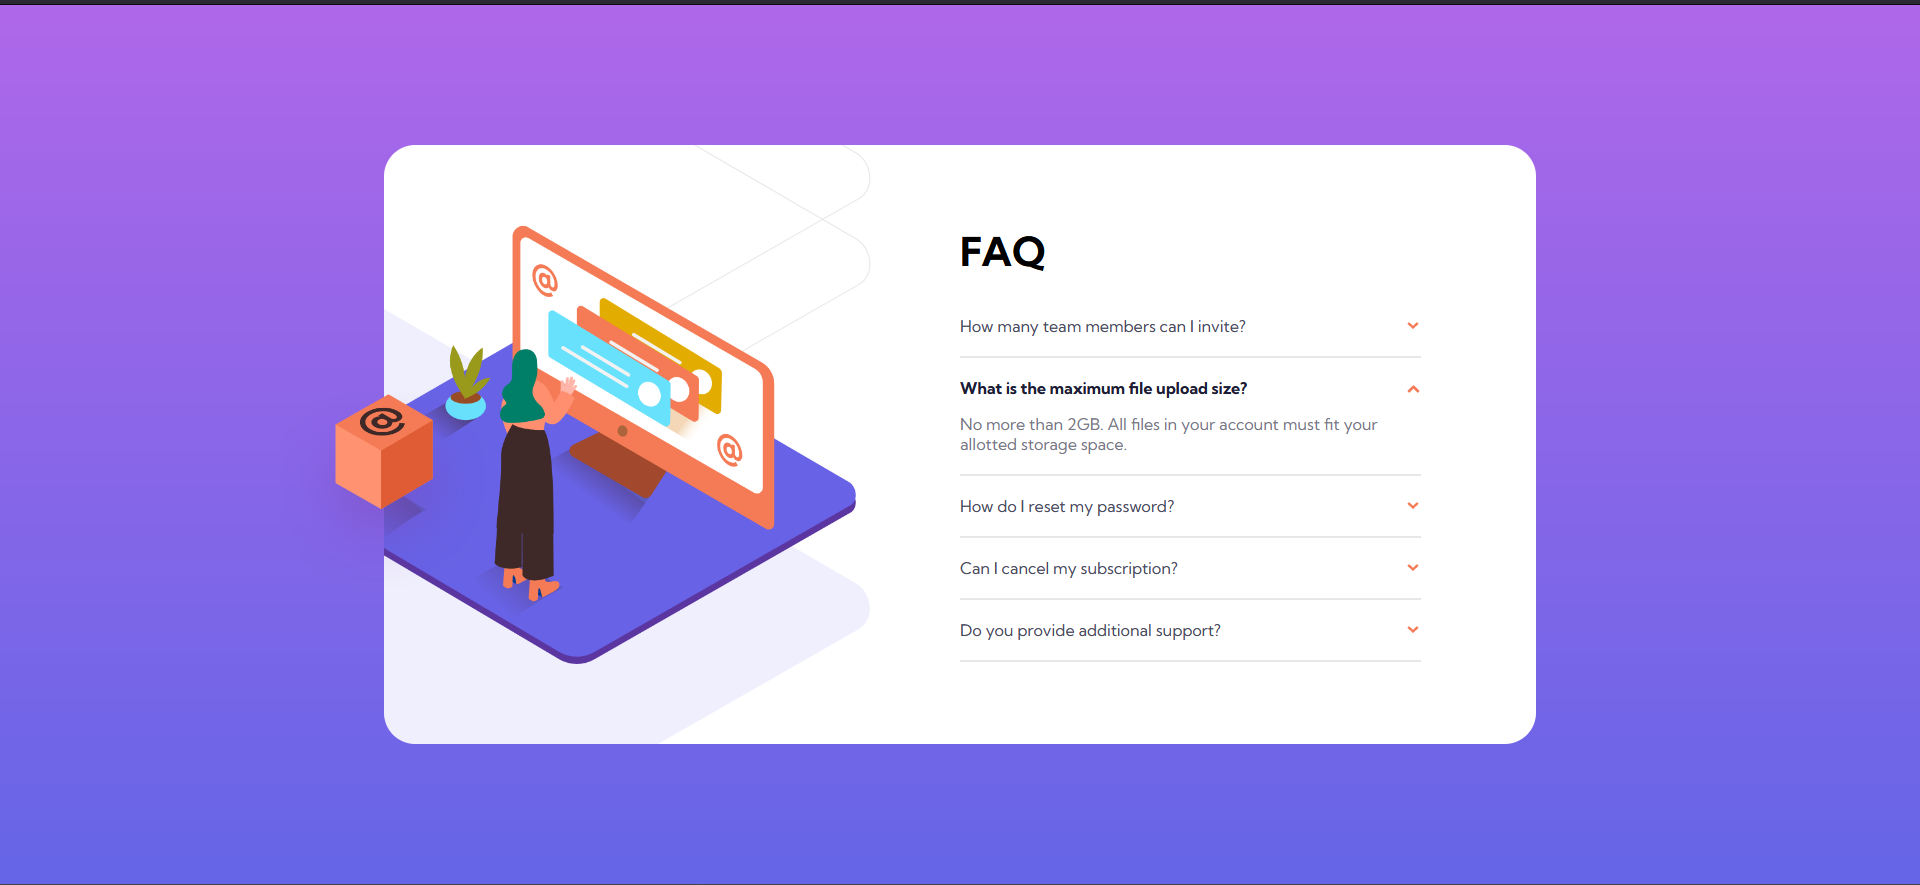 FAQ
How many team members can I invite?
What is the maximum file upload size?
No more than 2GB. All files in your account must fit your
allotted storage space.
How do I reset my password?
Can I cancel my subscription?
Do you provide additional support?
@
@
@